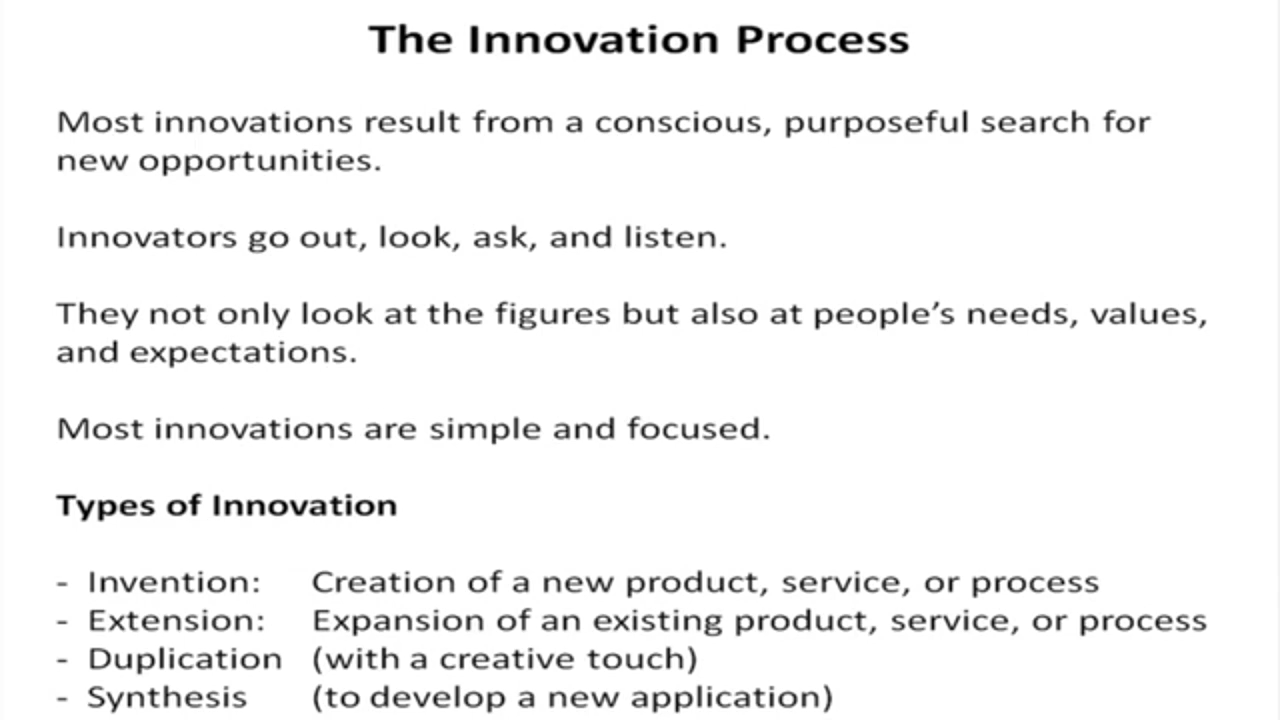 The Innovation Process
Most innovations result from a conscious, purposeful search for
new opportunities.
Innovators go out, look, ask, and listen.
They not only look at the figures but also at people’s needs, values,
and expectations.
Most innovations are simple and focused.
Types of Innovation
- Invention: Creation of a new product, service, or process
- Extension: Expansion of an existing product, service, or process
- Duplication (with a creative touch)
- Synthesis (to develop a new application)